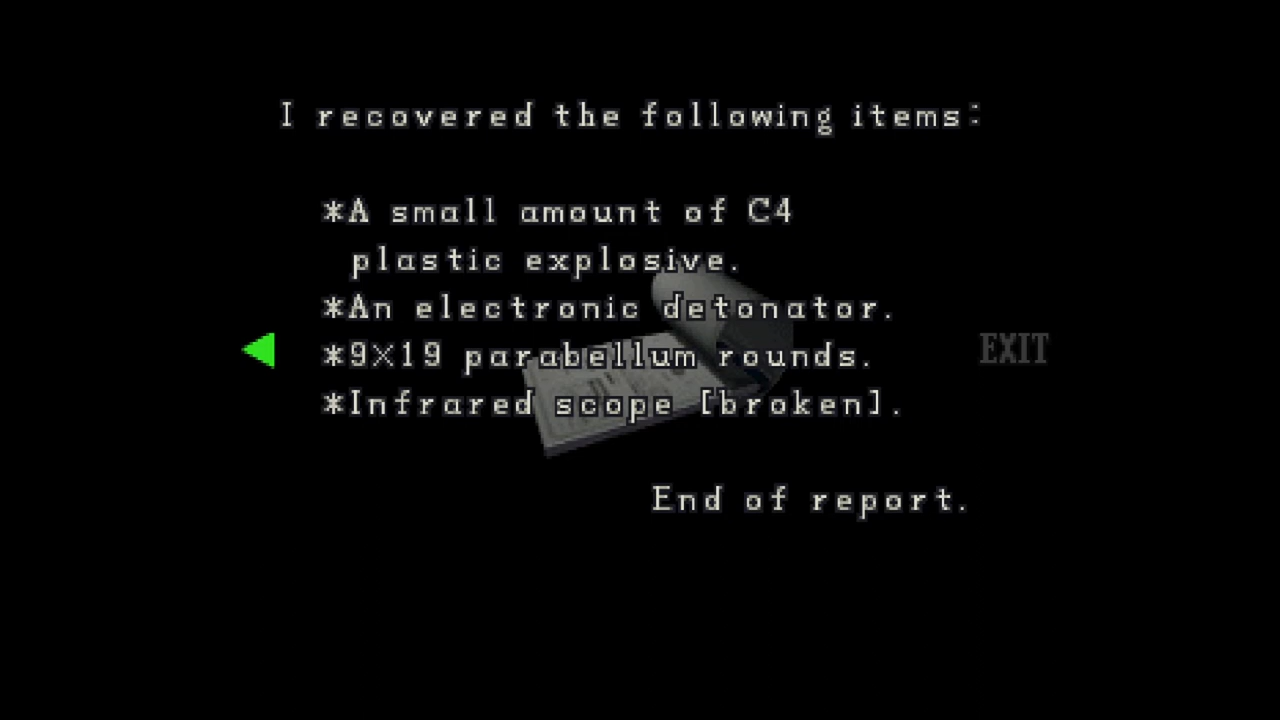 I recovered the following items:
*A small amount of C4
plastic explosive.
*An electronic detonator.
*9×19 parabellum rounds.
EXIT
*Infrared scope [broken].
End of report.